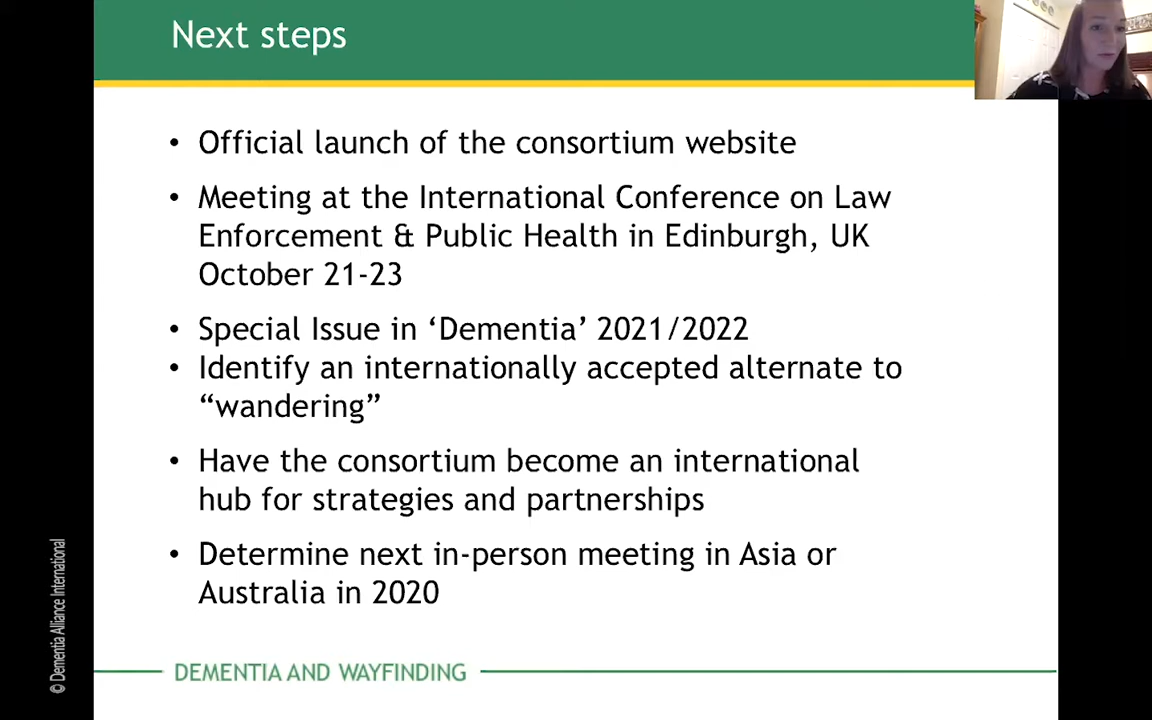 Next steps
• Official launch of the consortium website
• Meeting at the International Conference on Law
Enforcement & Public Health in Edinburgh, UK
October 21-23
• Special Issue in ‘Dementia’ 2021/2022
• Identify an internationally accepted alternate to
“wandering”
• Have the consortium become an international
hub for strategies and partnerships
• Determine next in-person meeting in Asia or
Australia in 2020
DEMENTIA AND WAYFINDING
© Dementia Alliance International